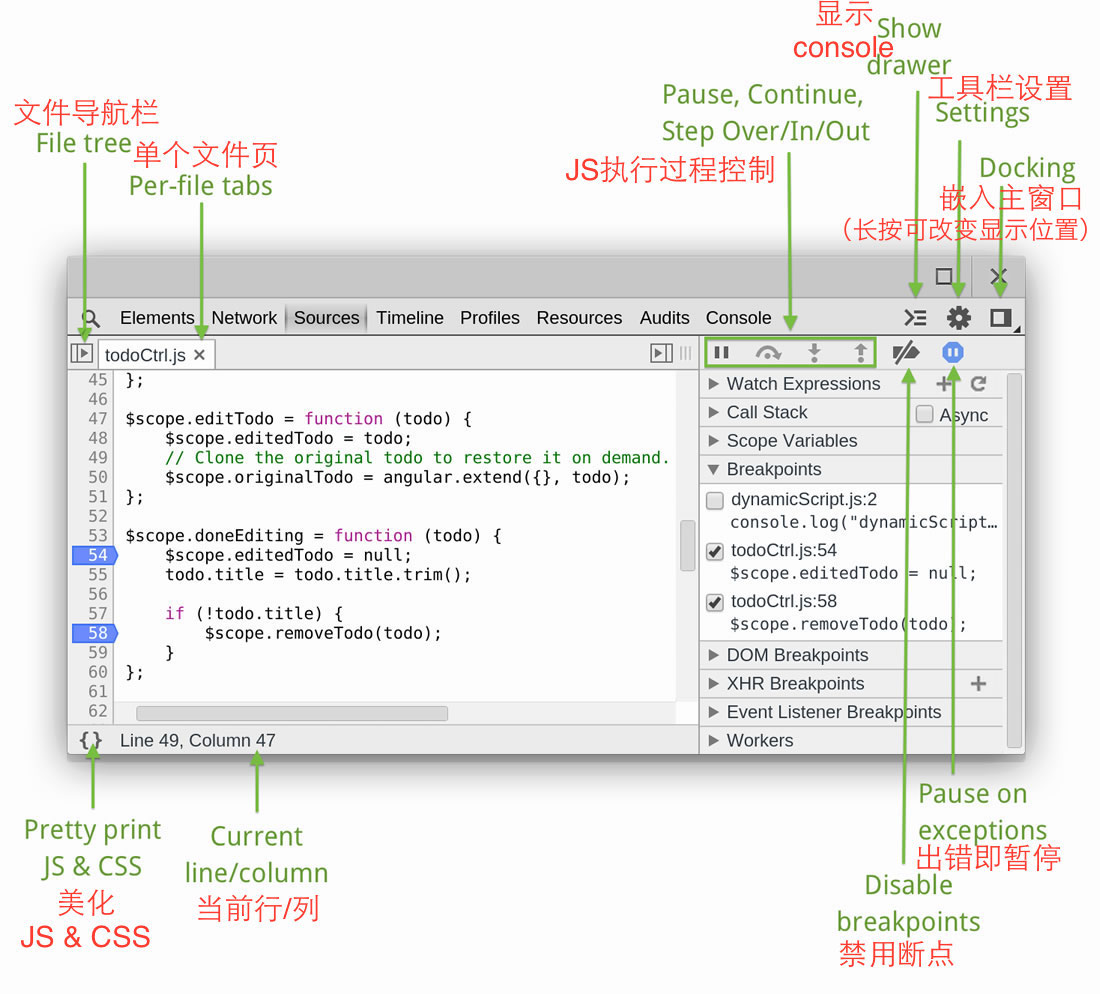 显示
console
Show
drawer
工具栏设置
Settings
Pause, Continue,
Step Over/In/Out
JS执行过程控制
文件导航栏
File tree
单个文件页
Per-file tabs
Docking
嵌入主窗口
（长按可改变显示位置）
Elements Network Sources Timeline Profiles Resources Audits Console
todoCtrl.js
45 };
46
47 $scope.editTodo = function (todo) {
48 $scope.editedTodo = todo;
49 // Clone the original todo to restore it on demand.
50 $scope.originalTodo = angular.extend({}, todo);
51 };
52
53 $scope.doneEditing = function (todo) {
54 $scope.editedTodo = null;
55 todo.title = todo.title.trim();
56
57 if (!todo.title) {
58 $scope.removeTodo(todo);
59 }
60 };
61
62
{} Line 49, Column 47
Watch Expressions
Call Stack
Async
Scope Variables
Breakpoints
dynamicScript.js:2
console.log("dynamicScript…
todoCtrl.js:54
$scope.editedTodo = null;
todoCtrl.js:58
$scope.removeTodo(todo);
DOM Breakpoints
XHR Breakpoints
Event Listener Breakpoints
Workers
Pretty print
JS & CSS
美化
JS & CSS
Current
line/column
当前行/列
Pause on
exceptions
出错即暂停
Disable
breakpoints
禁用断点